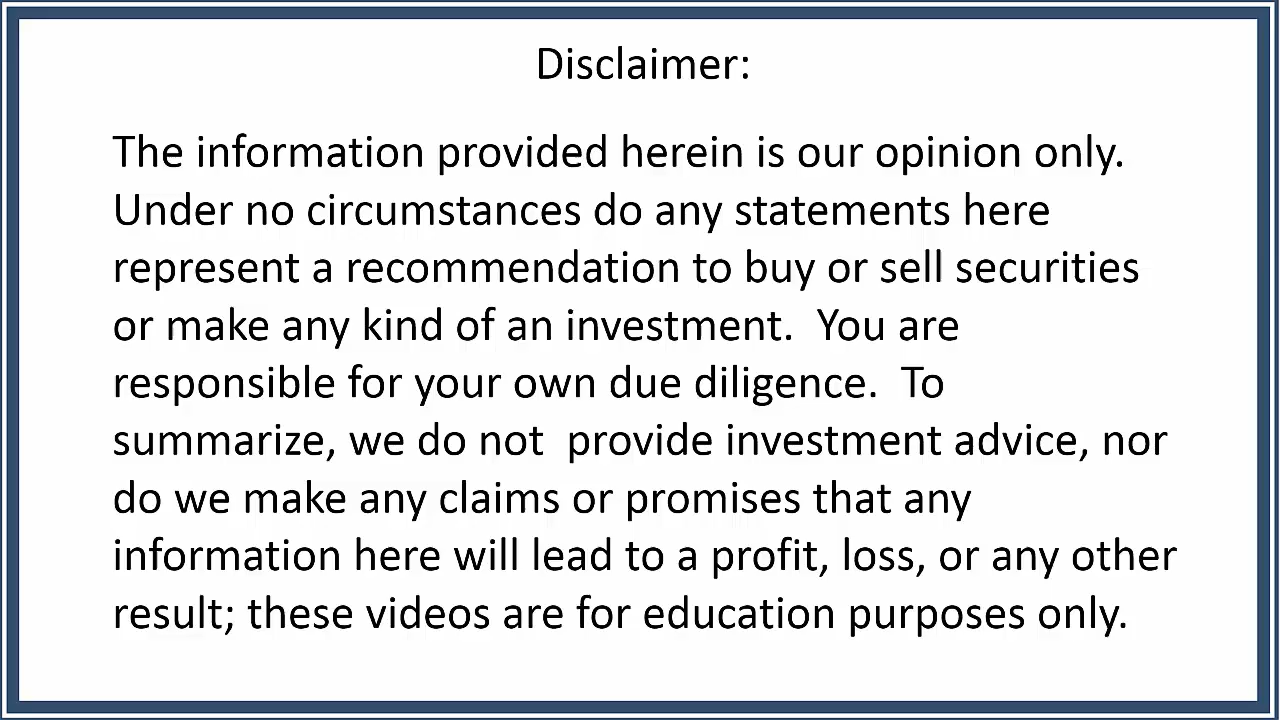 Disclaimer:
The information provided herein is our opinion only.
Under no circumstances do any statements here
represent a recommendation to buy or sell securities
or make any kind of an investment.  You are
responsible for your own due diligence.  To
summarize, we do not  provide investment advice, nor
do we make any claims or promises that any
information here will lead to a profit, loss, or any other
result; these videos are for education purposes only.